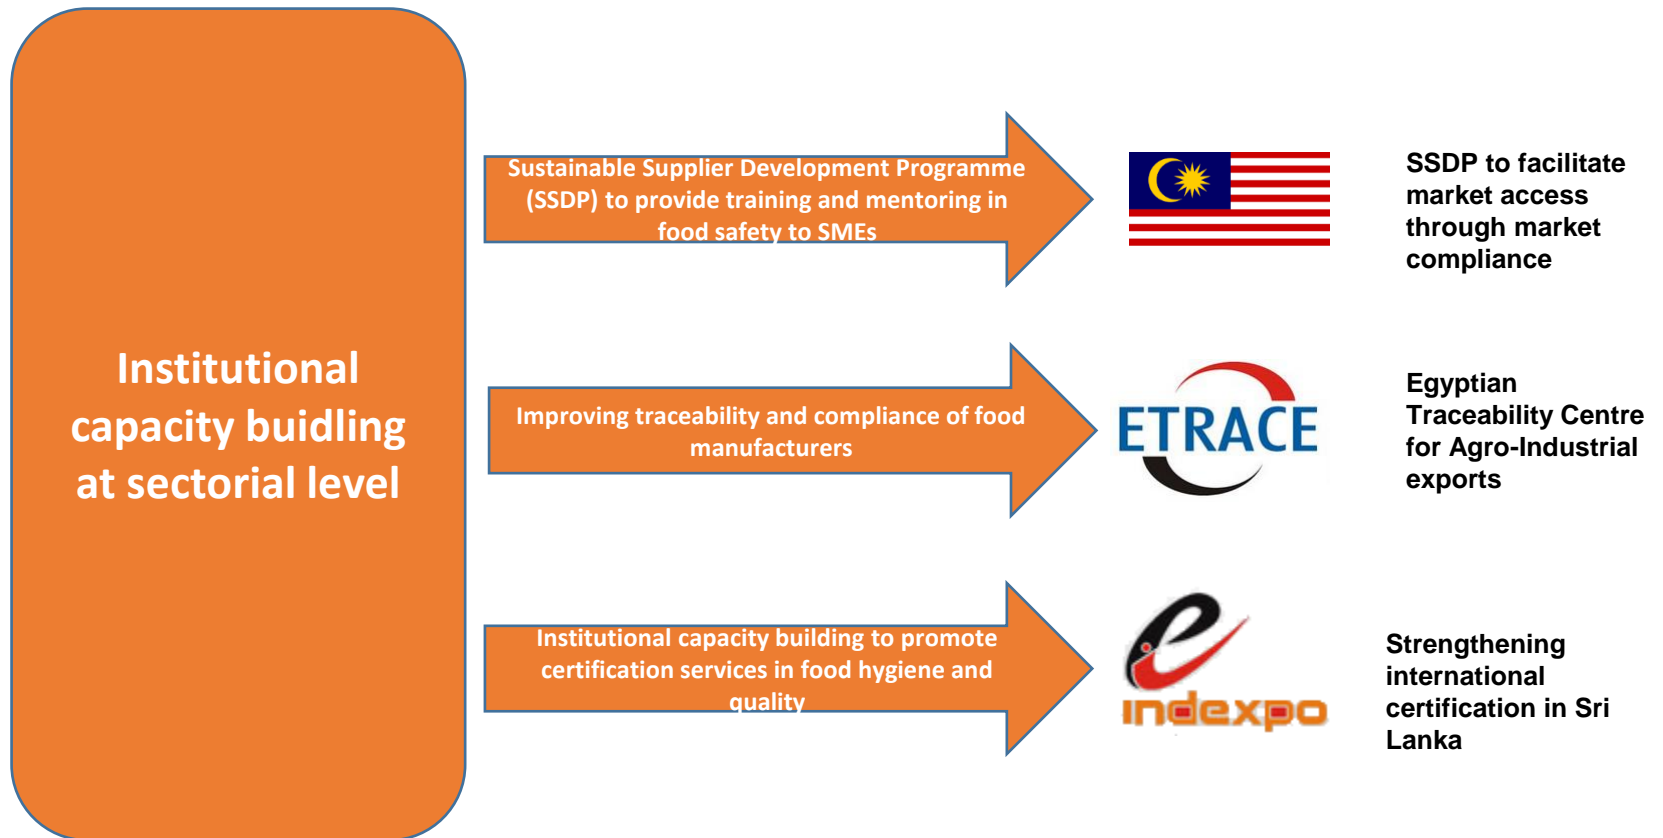 Institutional
capacity buidling
at sectorial level
Sustainable Supplier Development Programme
(SSDP) to provide training and mentoring in
food safety to SMEs
SSDP to facilitate
market access
through market
compliance
Improving traceability and compliance of food
manufacturers
ETRACE
Egyptian
Traceability Centre
for Agro-Industrial
exports
Institutional capacity building to promote
certification services in food hygiene and
quality
indexpo
Strengthening
international
certification in Sri
Lanka